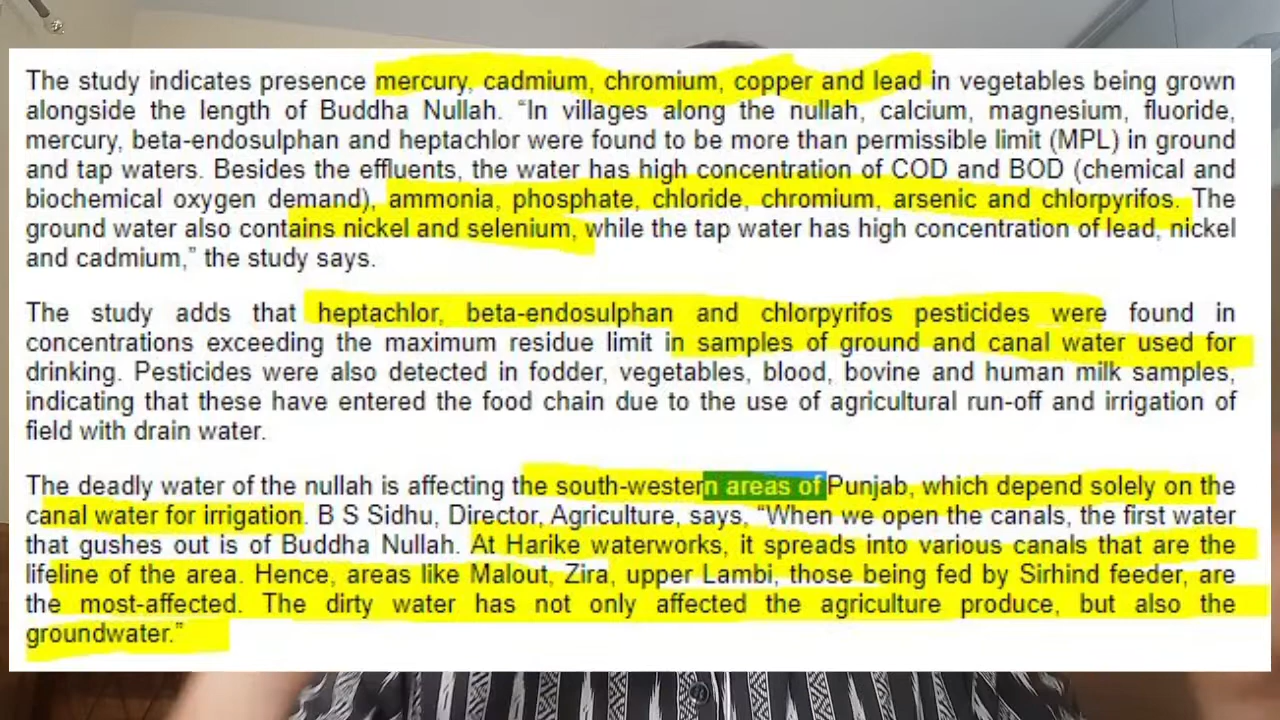 The study indicates presence mercury, cadmium, chromium, copper and lead in vegetables being grown
alongside the length of Buddha Nullah. “In villages along the nullah, calcium, magnesium, fluoride,
mercury, beta-endosulphan and heptachlor were found to be more than permissible limit (MPL) in ground
and tap waters. Besides the effluents, the water has high concentration of COD and BOD (chemical and
biochemical oxygen demand), ammonia, phosphate, chloride, chromium, arsenic and chlorpyrifos. The
ground water also contains nickel and selenium, while the tap water has high concentration of lead, nickel
and cadmium,” the study says.
The study adds that heptachlor, beta-endosulphan and chlorpyrifos pesticides were found in
concentrations exceeding the maximum residue limit in samples of ground and canal water used for
drinking. Pesticides were also detected in fodder, vegetables, blood, bovine and human milk samples,
indicating that these have entered the food chain due to the use of agricultural run-off and irrigation of
field with drain water.
The deadly water of the nullah is affecting the south-western areas of Punjab, which depend solely on the
canal water for irrigation. B S Sidhu, Director, Agriculture, says, “When we open the canals, the first water
that gushes out is of Buddha Nullah. At Harike waterworks, it spreads into various canals that are the
lifeline of the area. Hence, areas like Malout, Zira, upper Lambi, those being fed by Sirhind feeder, are
the most-affected. The dirty water has not only affected the agriculture produce, but also the
groundwater.”